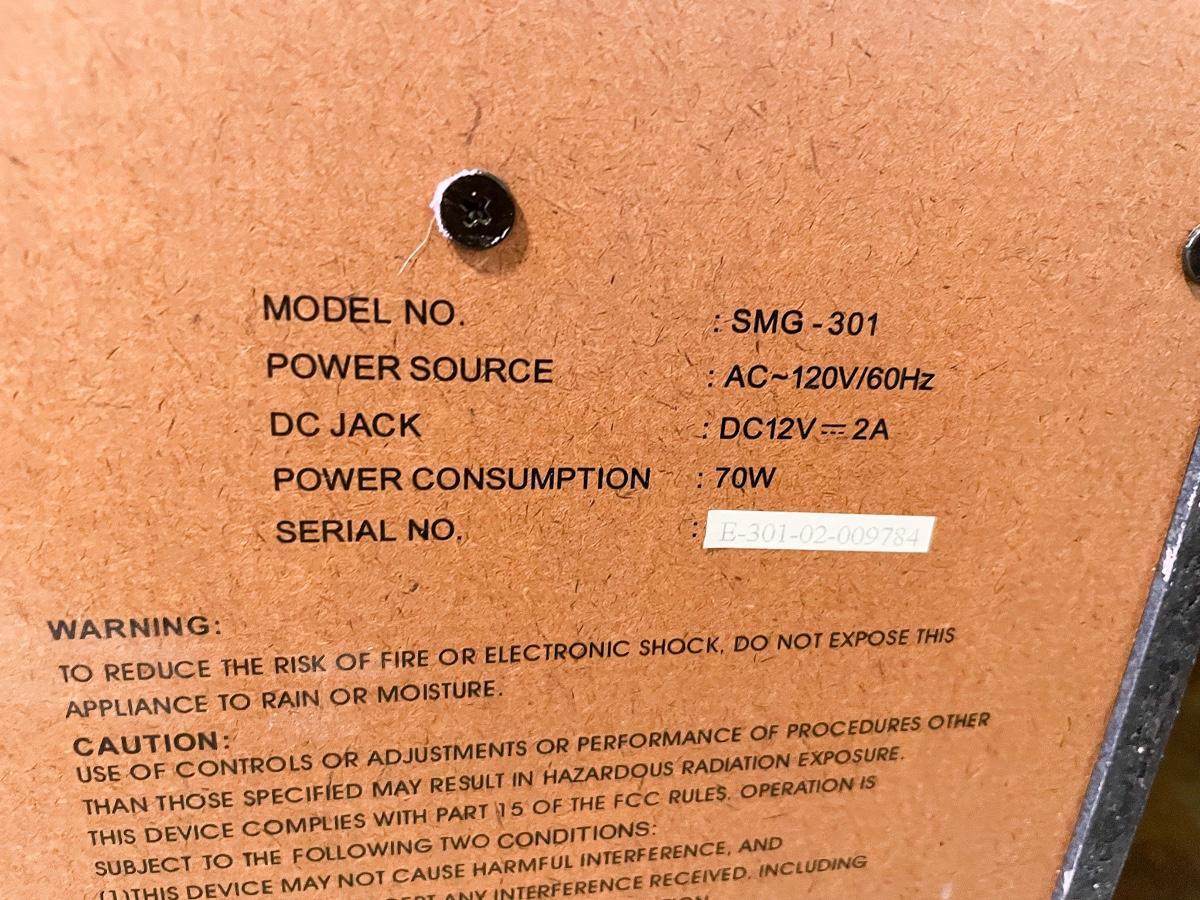 MODEL NO. : SMG - 301
POWER SOURCE : AC~120V/60Hz
DC JACK : DC12V⎓2A
POWER CONSUMPTION : 70W
SERIAL NO. : E-301-02-009784
WARNING:
TO REDUCE THE RISK OF FIRE OR ELECTRONIC SHOCK, DO NOT EXPOSE THIS
APPLIANCE TO RAIN OR MOISTURE.
CAUTION:
USE OF CONTROLS OR ADJUSTMENTS OR PERFORMANCE OF PROCEDURES OTHER
THAN THOSE SPECIFIED MAY RESULT IN HAZARDOUS RADIATION EXPOSURE.
THIS DEVICE COMPLIES WITH PART 15 OF THE FCC RULES. OPERATION IS
SUBJECT TO THE FOLLOWING TWO CONDITIONS:
(1)THIS DEVICE MAY NOT CAUSE HARMFUL INTERFERENCE, AND
ANY INTERFERENCE RECEIVED, INCLUDING